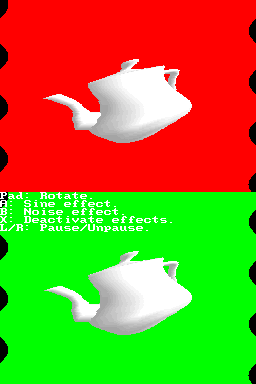 Pad: Rotate.
A: Sine effect.
B: Noise effect.
X: Deactivate effects.
L/R: Pause/Unpause.